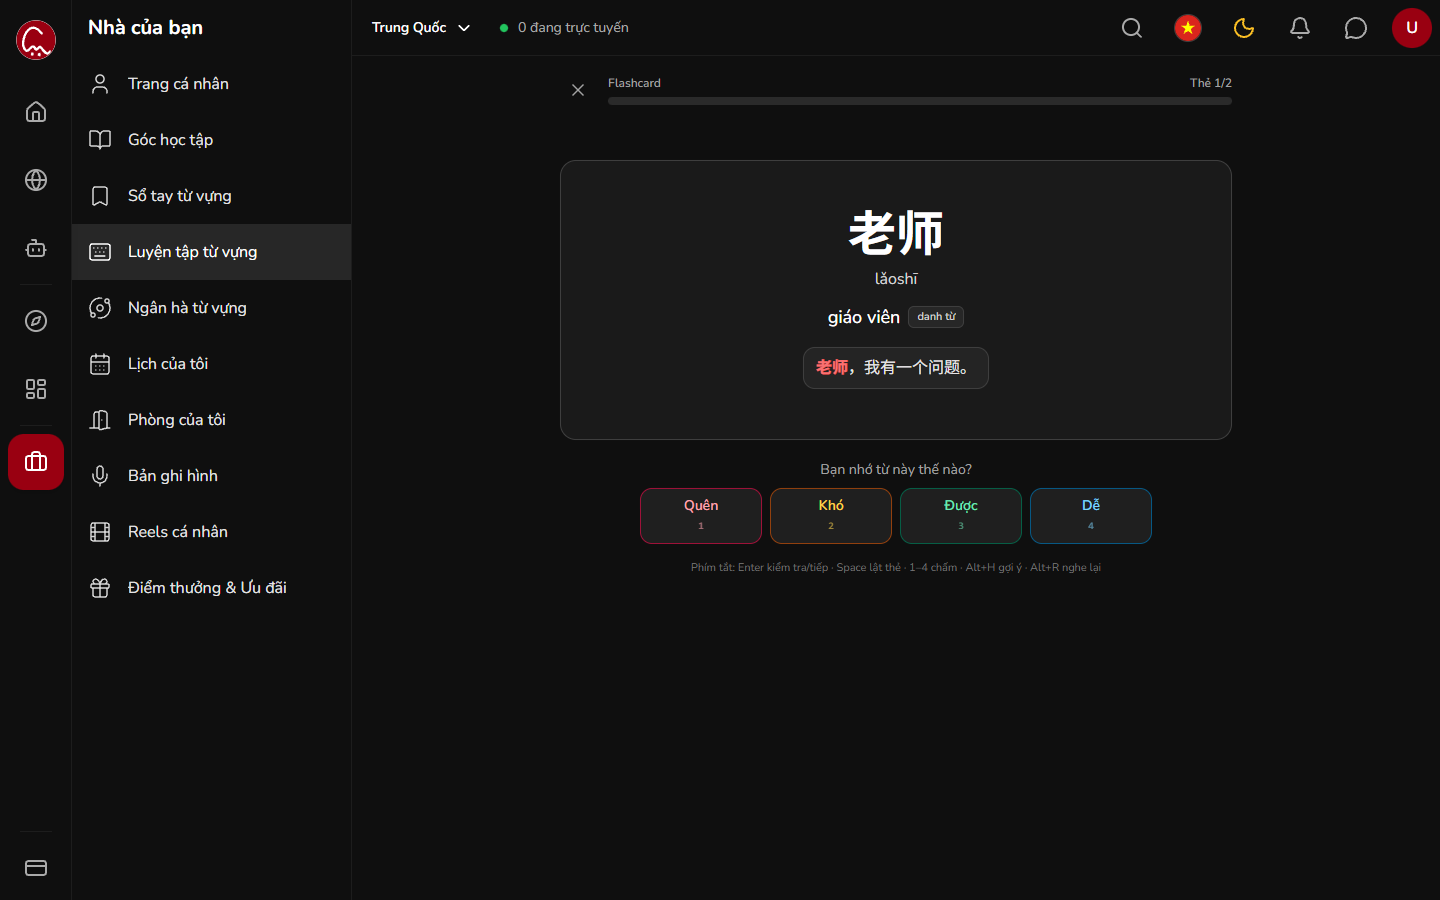 Nhà của bạn
Trang cá nhân
Góc học tập
Sổ tay từ vựng
Luyện tập từ vựng
Ngân hà từ vựng
Lịch của tôi
Phòng của tôi
Bản ghi hình
Reels cá nhân
Điểm thưởng & Ưu đãi
Trung Quốc
0 đang trực tuyến
U
Flashcard
Thẻ 1/2
老师
lǎoshī
giáo viên danh từ
老师，我有一个问题。
Bạn nhớ từ này thế nào?
Quên
1
Khó
2
Được
3
Dễ
4
Phím tắt: Enter kiểm tra/tiếp · Space lật thẻ · 1–4 chấm · Alt+H gợi ý · Alt+R nghe lại